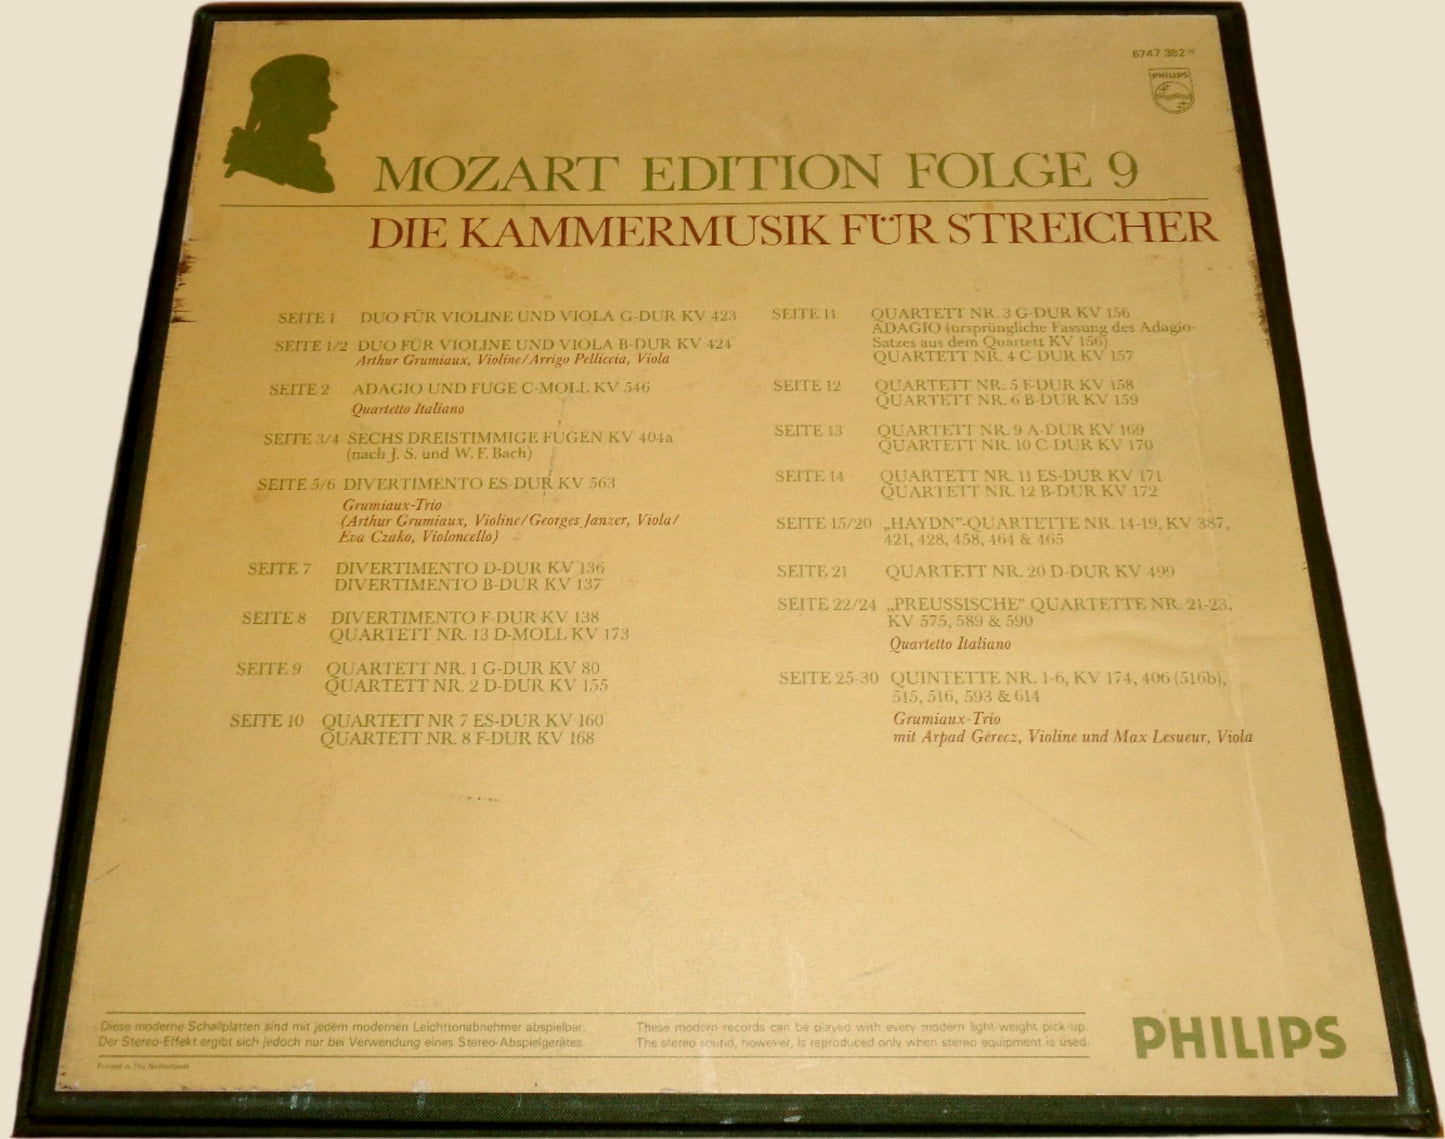 6747 382
PHILIPS
MOZART EDITION FOLGE 9
DIE KAMMERMUSIK FÜR STREICHER
SEITE 1 DUO FÜR VIOLINE UND VIOLA G-DUR KV 423
SEITE 1/2 DUO FÜR VIOLINE UND VIOLA B-DUR KV 424
Arthur Grumiaux, Violine/Arrigo Pelliccia, Viola
SEITE 2 ADAGIO UND FUGE C-MOLL KV 546
Quartetto Italiano
SEITE 3/4 SECHS DREISTIMMIGE FUGEN KV 404a
(nach J. S. und W. F. Bach)
SEITE 5/6 DIVERTIMENTO ES-DUR KV 563
Grumiaux-Trio
(Arthur Grumiaux, Violine/Georges Janzer, Viola/
Eva Czako, Violoncello)
SEITE 7 DIVERTIMENTO D-DUR KV 136
DIVERTIMENTO B-DUR KV 137
SEITE 8 DIVERTIMENTO F-DUR KV 138
QUARTETT NR. 13 D-MOLL KV 173
SEITE 9 QUARTETT NR. 1 G-DUR KV 80
QUARTETT NR. 2 D-DUR KV 155
SEITE 10 QUARTETT NR 7 ES-DUR KV 160
QUARTETT NR. 8 F-DUR KV 168
SEITE 11 QUARTETT NR. 3 G-DUR KV 156
ADAGIO (ursprüngliche Fassung des Adagio-
Satzes aus dem Quartett KV 156)
QUARTETT NR. 4 C-DUR KV 157
SEITE 12 QUARTETT NR. 5 F-DUR KV 158
QUARTETT NR. 6 B-DUR KV 159
SEITE 13 QUARTETT NR. 9 A-DUR KV 169
QUARTETT NR. 10 C-DUR KV 170
SEITE 14 QUARTETT NR. 11 ES-DUR KV 171
QUARTETT NR. 12 B-DUR KV 172
SEITE 15/20 „HAYDN”-QUARTETTE NR. 14-19, KV 387,
421, 428, 458, 464 & 465
SEITE 21 QUARTETT NR. 20 D-DUR KV 499
SEITE 22/24 „PREUSSISCHE” QUARTETTE NR. 21-23,
KV 575, 589 & 590
Quartetto Italiano
SEITE 25-30 QUINTETTE NR. 1-6, KV 174, 406 (516b),
515, 516, 593 & 614
Grumiaux-Trio
mit Arpad Gérecz, Violine und Max Lesueur, Viola
Diese moderne Schallplatten sind mit jedem modernen Leichttonabnehmer abspielbar.
Der Stereo-Effekt ergibt sich jedoch nur bei Verwendung eines Stereo-Abspielgerätes.
Printed in The Netherlands
These modern records can be played with every modern light-weight pick-up.
The stereo sound, however, is reproduced only when stereo equipment is used.
PHILIPS